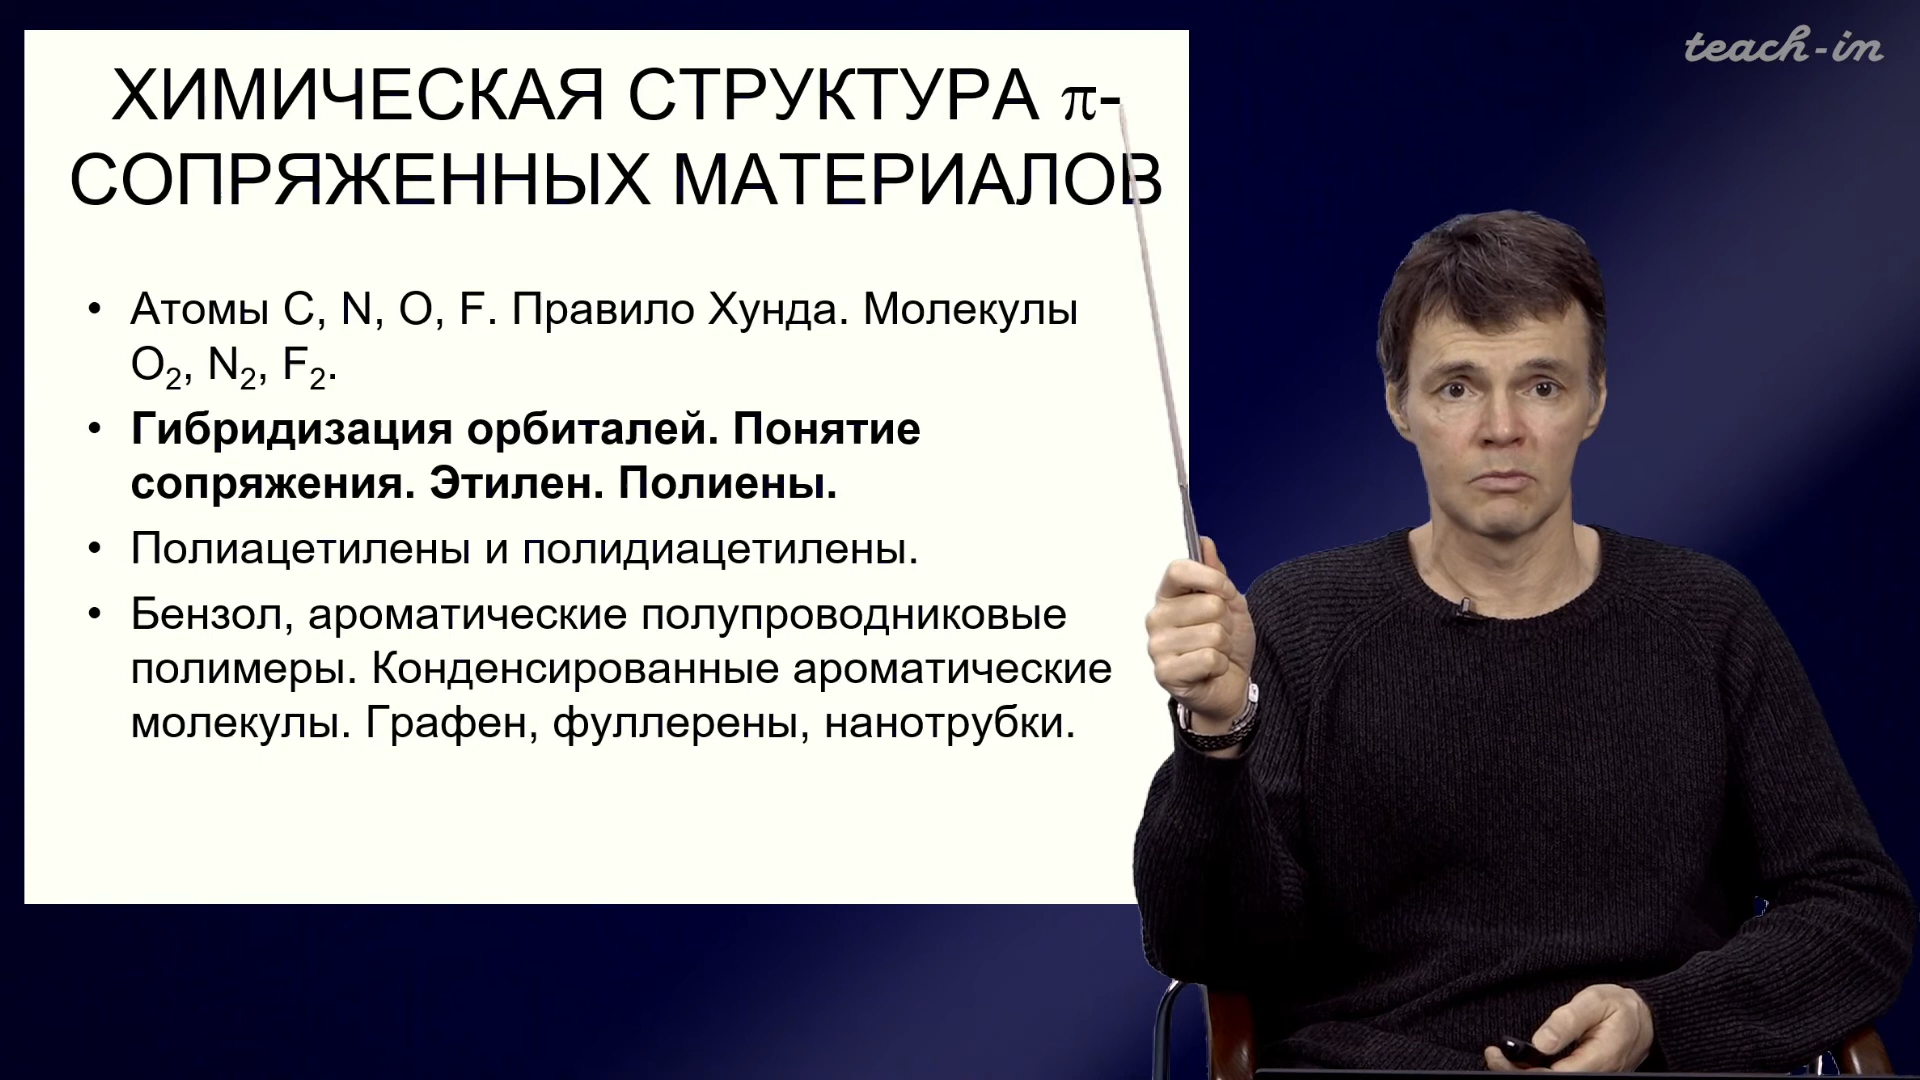 teach-in
ХИМИЧЕСКАЯ СТРУКТУРА π-
СОПРЯЖЕННЫХ МАТЕРИАЛОВ
• Атомы C, N, O, F. Правило Хунда. Молекулы
O₂, N₂, F₂.
• Гибридизация орбиталей. Понятие
сопряжения. Этилен. Полиены.
• Полиацетилены и полидиацетилены.
• Бензол, ароматические полупроводниковые
полимеры. Конденсированные ароматические
молекулы. Графен, фуллерены, нанотрубки.